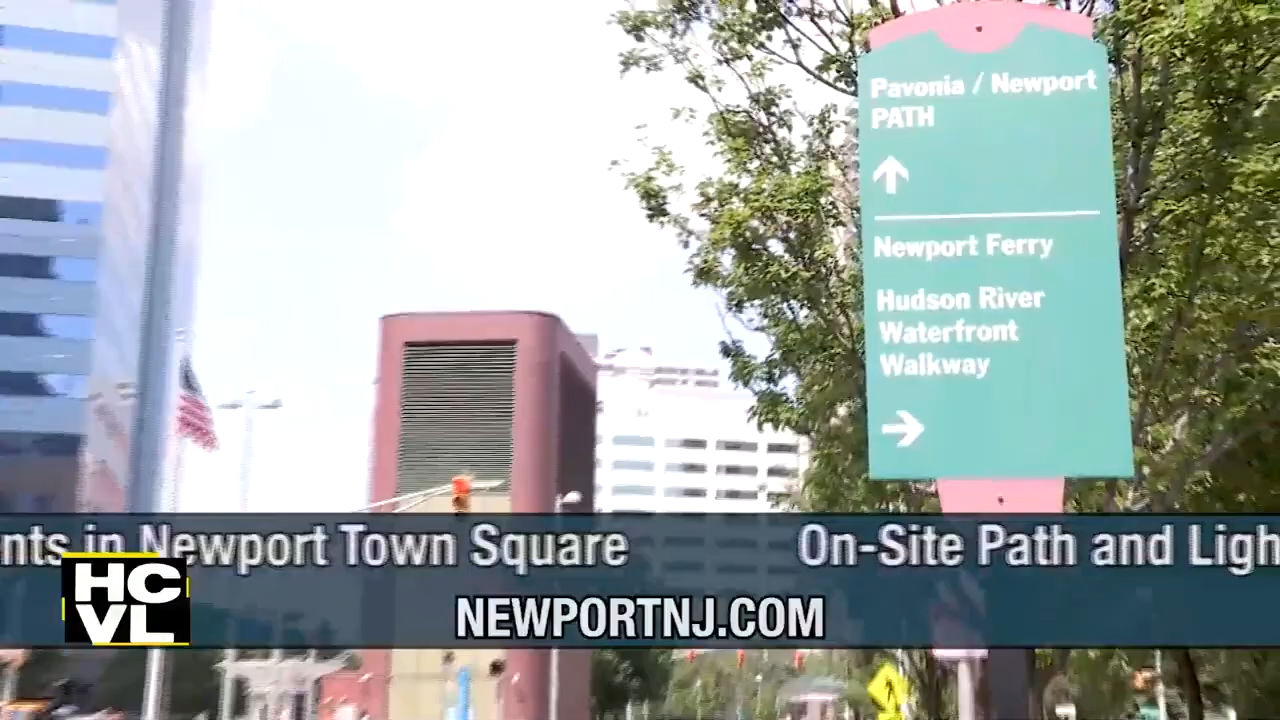 Pavonia / Newport
PATH
Newport Ferry
Hudson River
Waterfront
Walkway
nts in Newport Town Square
On-Site Path and Ligh
HC
VL
NEWPORTNJ.COM